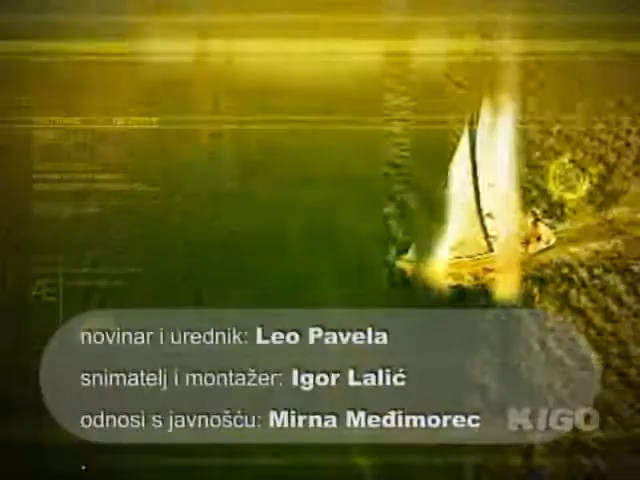 Æ
novinar i urednik: Leo Pavela
snimatelj i montažer: Igor Lalić
odnosi s javnošću: Mirna Međimorec
KIGO